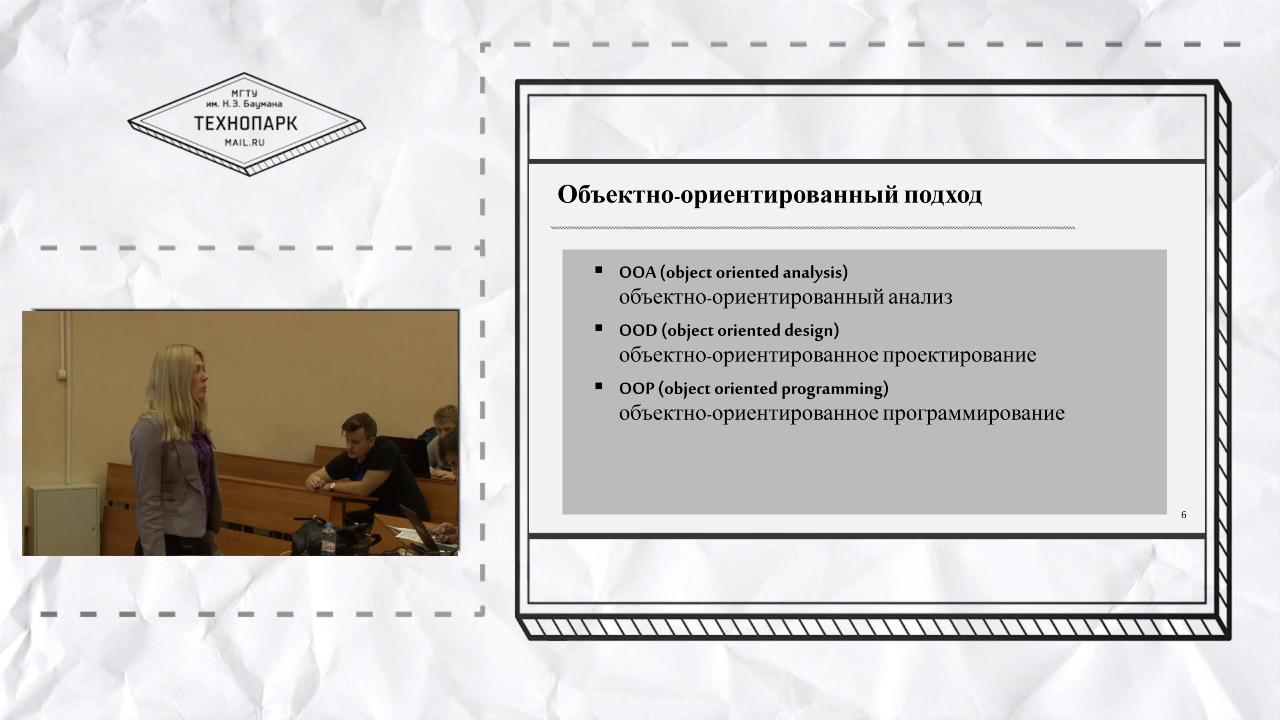 МГТУ
им. Н.Э. Баумана
ТЕХНОПАРК
MAIL.RU
Объектно-ориентированный подход
▪ OOA (object oriented analysis)
объектно-ориентированный анализ
▪ OOD (object oriented design)
объектно-ориентированное проектирование
▪ OOP (object oriented programming)
объектно-ориентированное программирование
6